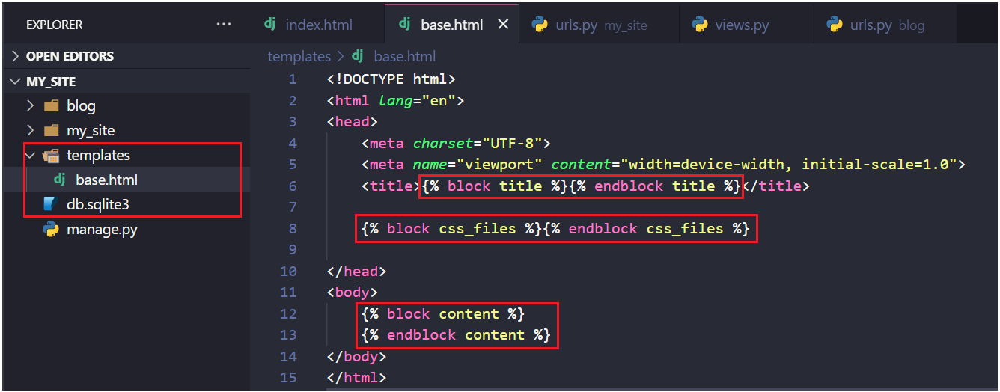 EXPLORER ...
index.html base.html × urls.py my_site views.py urls.py blog
> OPEN EDITORS
MY_SITE
blog
my_site
templates
base.html
db.sqlite3
manage.py
templates > base.html
1 <!DOCTYPE html>
2 <html lang="en">
3 <head>
4 <meta charset="UTF-8">
5 <meta name="viewport" content="width=device-width, initial-scale=1.0">
6 <title>{% block title %}{% endblock title %}</title>
7
8 {% block css_files %}{% endblock css_files %}
9
10 </head>
11 <body>
12 {% block content %}
13 {% endblock content %}
14 </body>
15 </html>